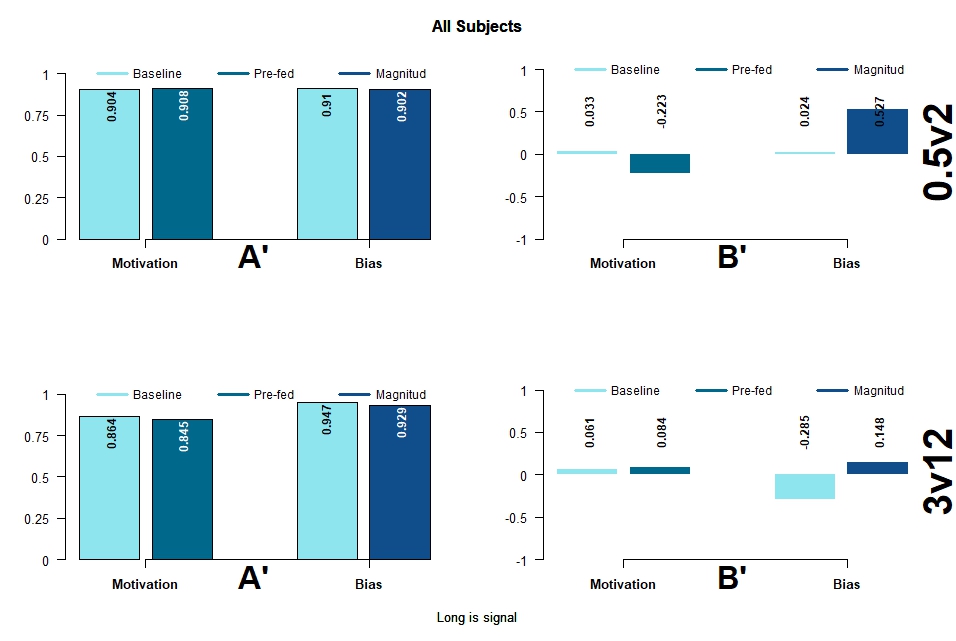 All Subjects
Baseline Pre-fed Magnitud
1
0.75
0.5
0.25
0
0.904 0.908 0.91 0.902
Motivation A' Bias
Baseline Pre-fed Magnitud
1
0.5
0
-0.5
-1
0.033 -0.223 0.024 0.527
Motivation B' Bias
0.5v2
Baseline Pre-fed Magnitud
1
0.75
0.5
0.25
0
0.864 0.845 0.947 0.929
Motivation A' Bias
Baseline Pre-fed Magnitud
1
0.5
0
-0.5
-1
0.061 0.084 -0.285 0.148
Motivation B' Bias
3v12
Long is signal